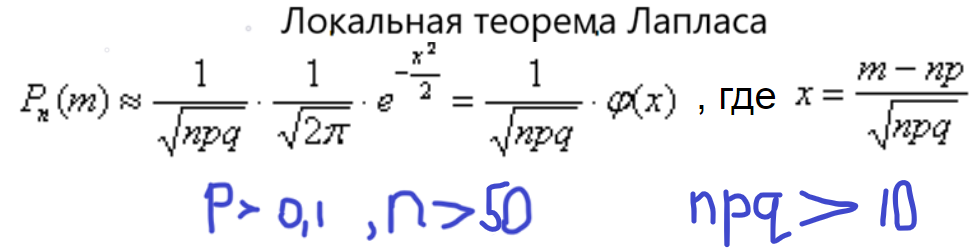 Локальная теорема Лапласа
Pₙ(m) ≈ 1/√npq · 1/√2π · e^(-x²/2) = 1/√npq · φ(x) , где x = (m − np)/√npq
p > 0,1 , n > 50 npq > 10